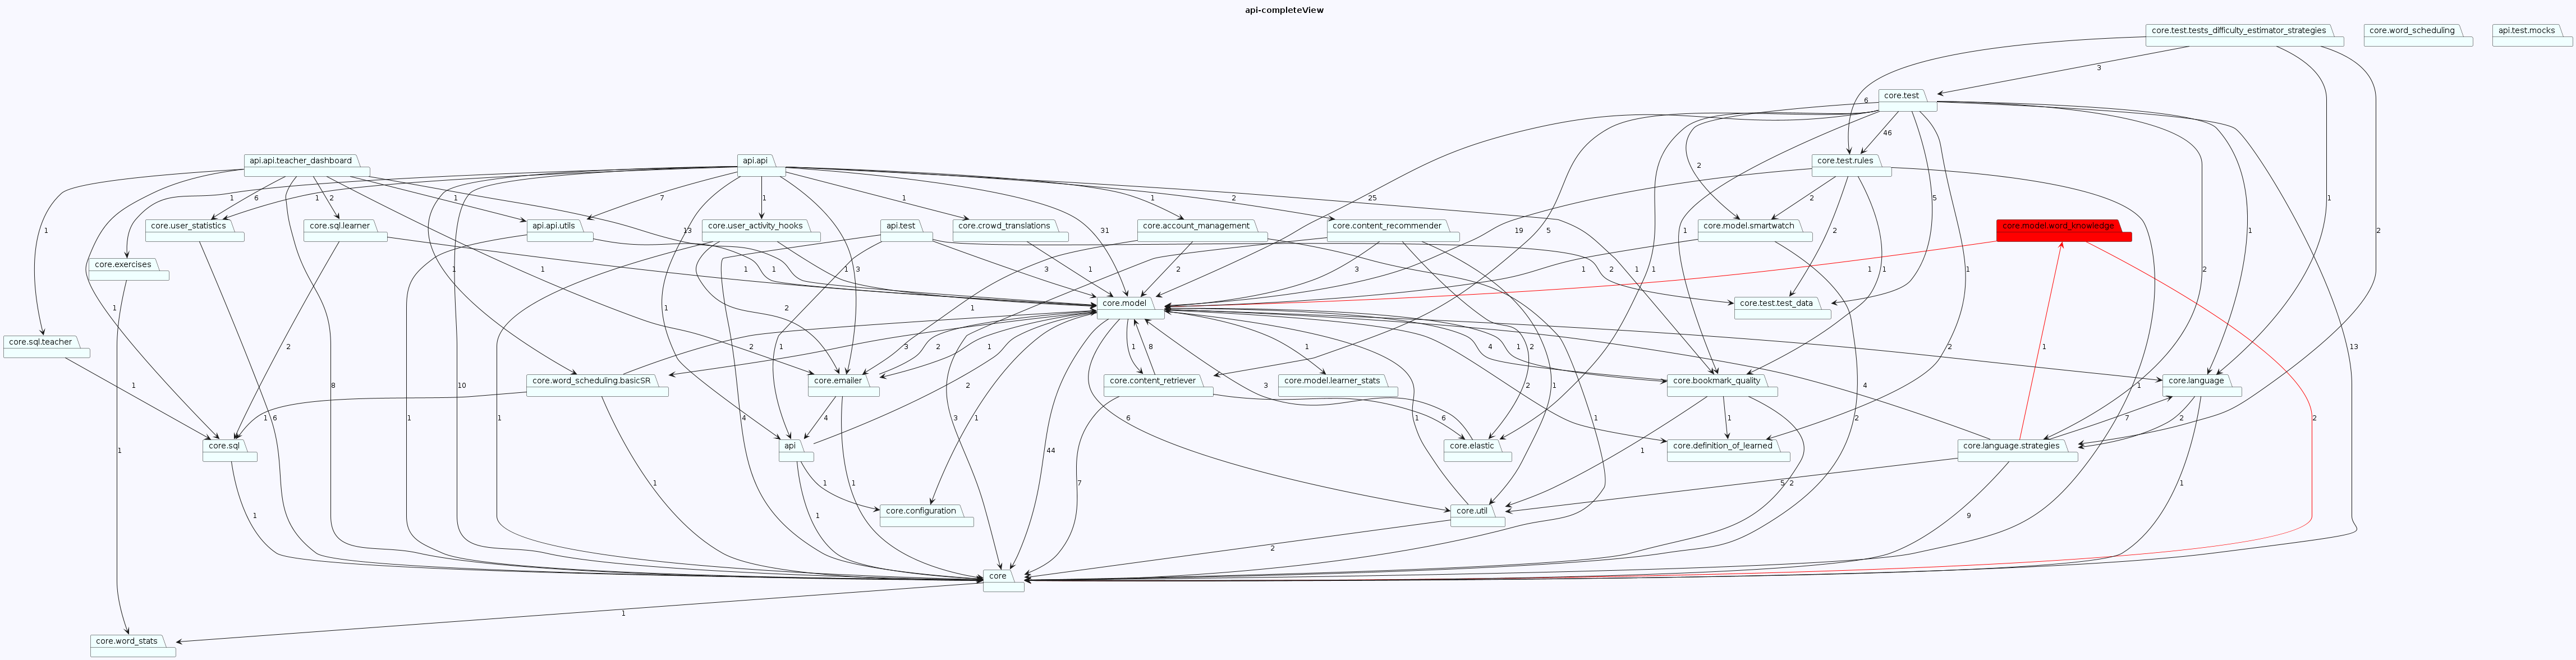 api-completeView
core.test.tests_difficulty_estimator_strategies
core.word_scheduling
api.test.mocks
3
core.test
6
46
api.api.teacher_dashboard
api.api
core.test.rules
1
6
2
1
1
7
1
1
1
2
25
5
2
1
5
1
2
1
1
2
core.user_statistics
core.sql.learner
api.api.utils
core.user_activity_hooks
api.test
core.crowd_translations
core.account_management
core.content_recommender
core.model.smartwatch
core.model.word_knowledge
1
13
13
31
19
2
core.exercises
1
1
1
1
1
3
3
1
2
3
2
1
1
1
1
1
1
1
core.model
core.test.test_data
1
1
2
1
3
core.sql.teacher
1
2
2
1
3
2
1
1
8
1
2
4
1
2
1
13
core.word_scheduling.basicSR
core.emailer
core.content_retriever
core.model.learner_stats
core.bookmark_quality
core.language
1
8
1
4
2
3
2
1
4
6
1
6
1
1
1
2
7
2
2
core.sql
api
core.elastic
core.definition_of_learned
core.language.strategies
1
10
1
1
6
4
1
1
3
44
7
1
2
5
1
core.configuration
core.util
1
1
9
2
core
1
core.word_stats